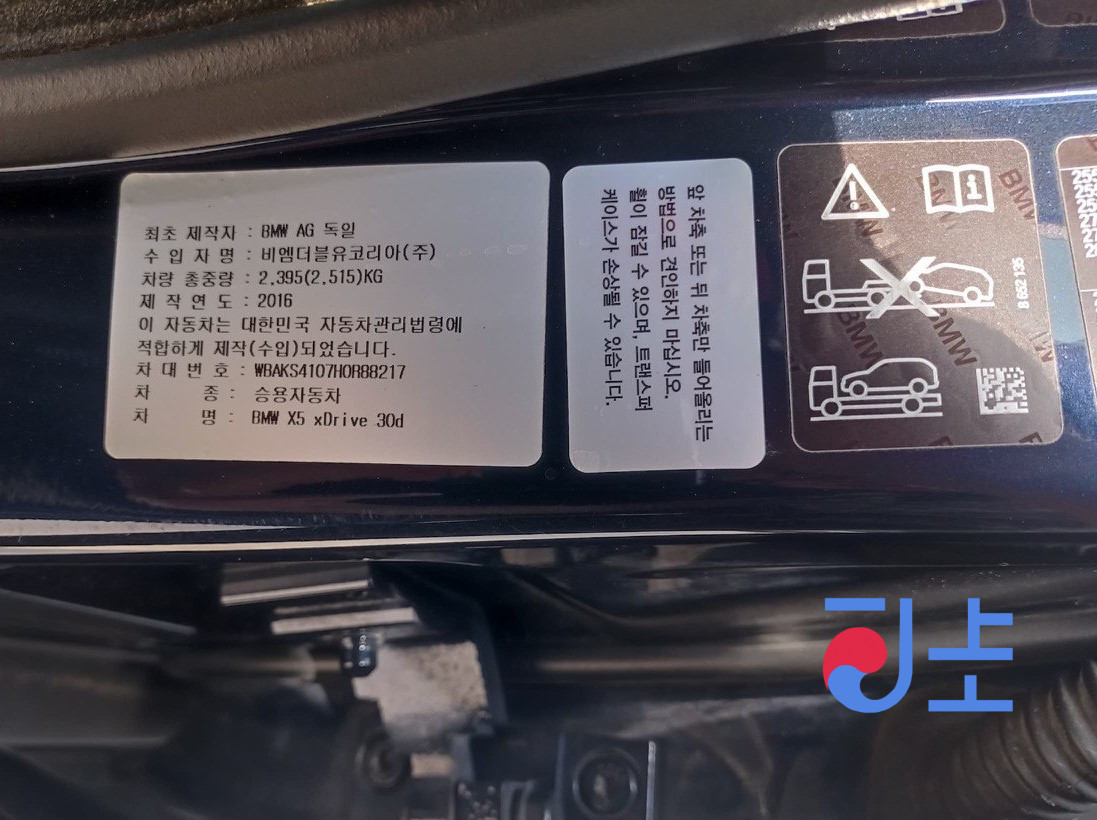 최초 제작자 : BMW AG 독일
수 입 자 명 : 비엠더블유코리아(주)
차량 총중량 : 2,395(2,515)KG
제 작 연 도 : 2016
이 자동차는 대한민국 자동차관리법령에
적합하게 제작(수입)되었습니다.
차 대 번 호 : WBAKS4107H0R88217
차 종 : 승용자동차
차 명 : BMW X5 xDrive 30d
앞 차축 또는 뒤 차축만 들어올리는
방법으로 견인하지 마십시오.
휠이 잠길 수 있으며, 트랜스퍼
케이스가 손상될 수 있습니다.
8 652 135
BMW
BMW
BMW
BMW